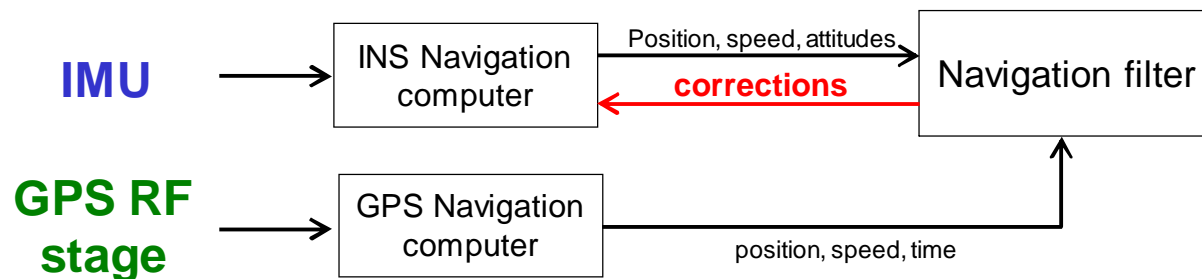 IMU
INS Navigation
computer
Position, speed, attitudes
corrections
Navigation filter
GPS RF
stage
GPS Navigation
computer
position, speed, time